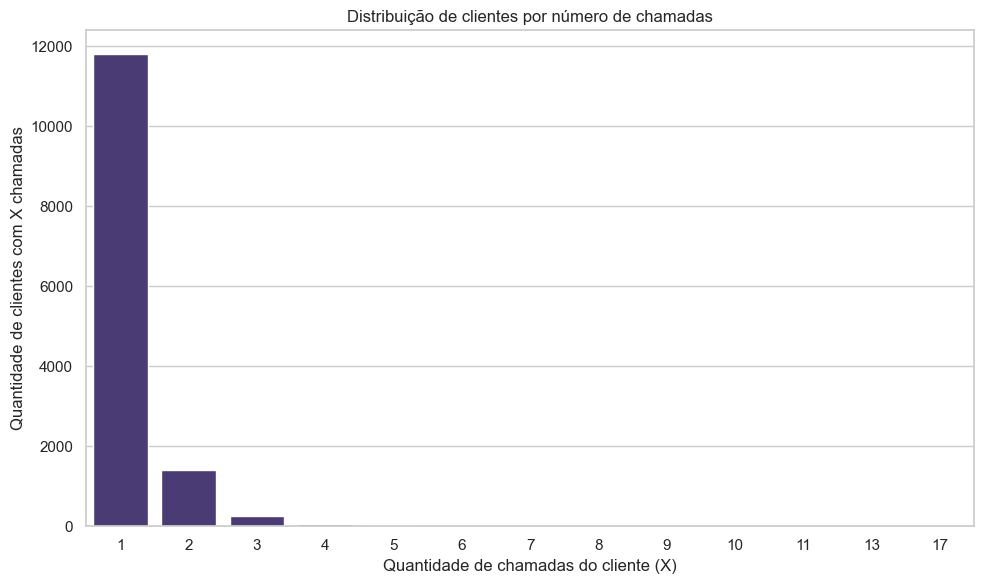 Distribuição de clientes por número de chamadas
Quantidade de clientes com X chamadas
12000
10000
8000
6000
4000
2000
0
1 2 3 4 5 6 7 8 9 10 11 13 17
Quantidade de chamadas do cliente (X)